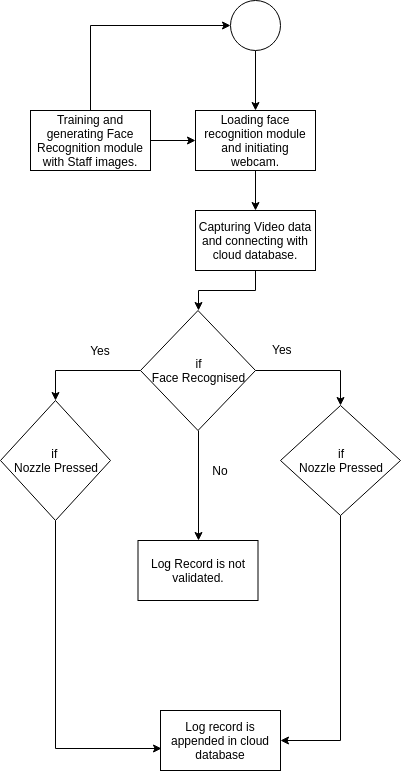 Training and
generating Face
Recognition module
with Staff images.
Loading face
recognition module
and initiating
webcam.
Capturing Video data
and connecting with
cloud database.
Yes
if
Face Recognised
Yes
if
Nozzle Pressed
No
if
Nozzle Pressed
Log Record is not
validated.
Log record is
appended in cloud
database